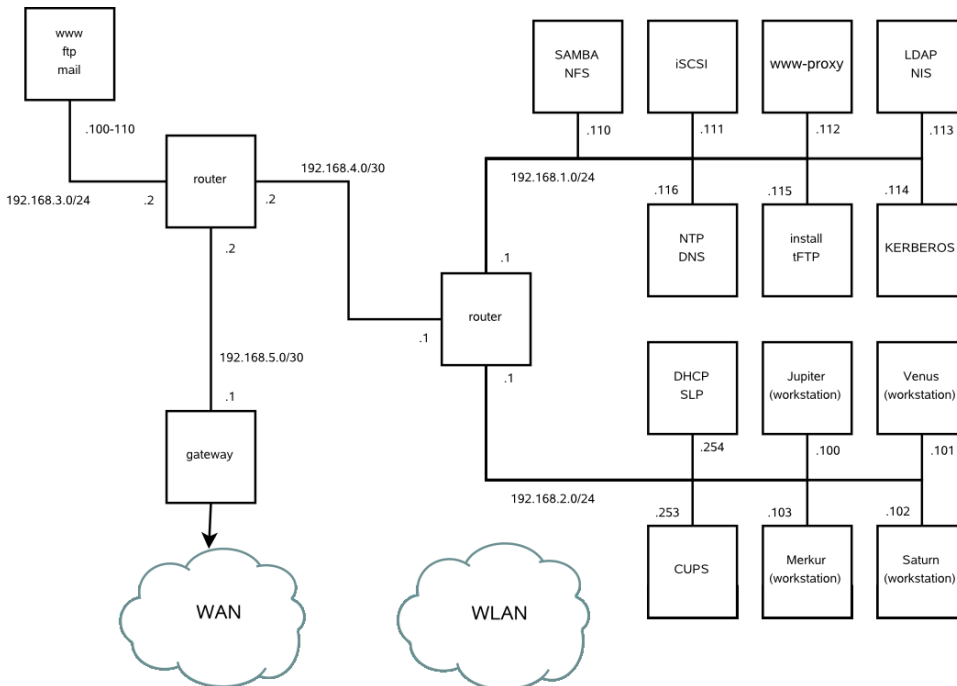 www
ftp
mail
SAMBA
NFS
iSCSI
www-proxy
LDAP
NIS
.100-110
.110
.111
.112
.113
192.168.4.0/30
router
192.168.1.0/24
192.168.3.0/24
.2
.2
.116
.115
.114
.2
NTP
DNS
install
tFTP
KERBEROS
.1
router
.1
192.168.5.0/30
.1
DHCP
SLP
Jupiter
(workstation)
Venus
(workstation)
.1
.254
.100
.101
gateway
192.168.2.0/24
.253
.103
.102
CUPS
Merkur
(workstation)
Saturn
(workstation)
WAN
WLAN